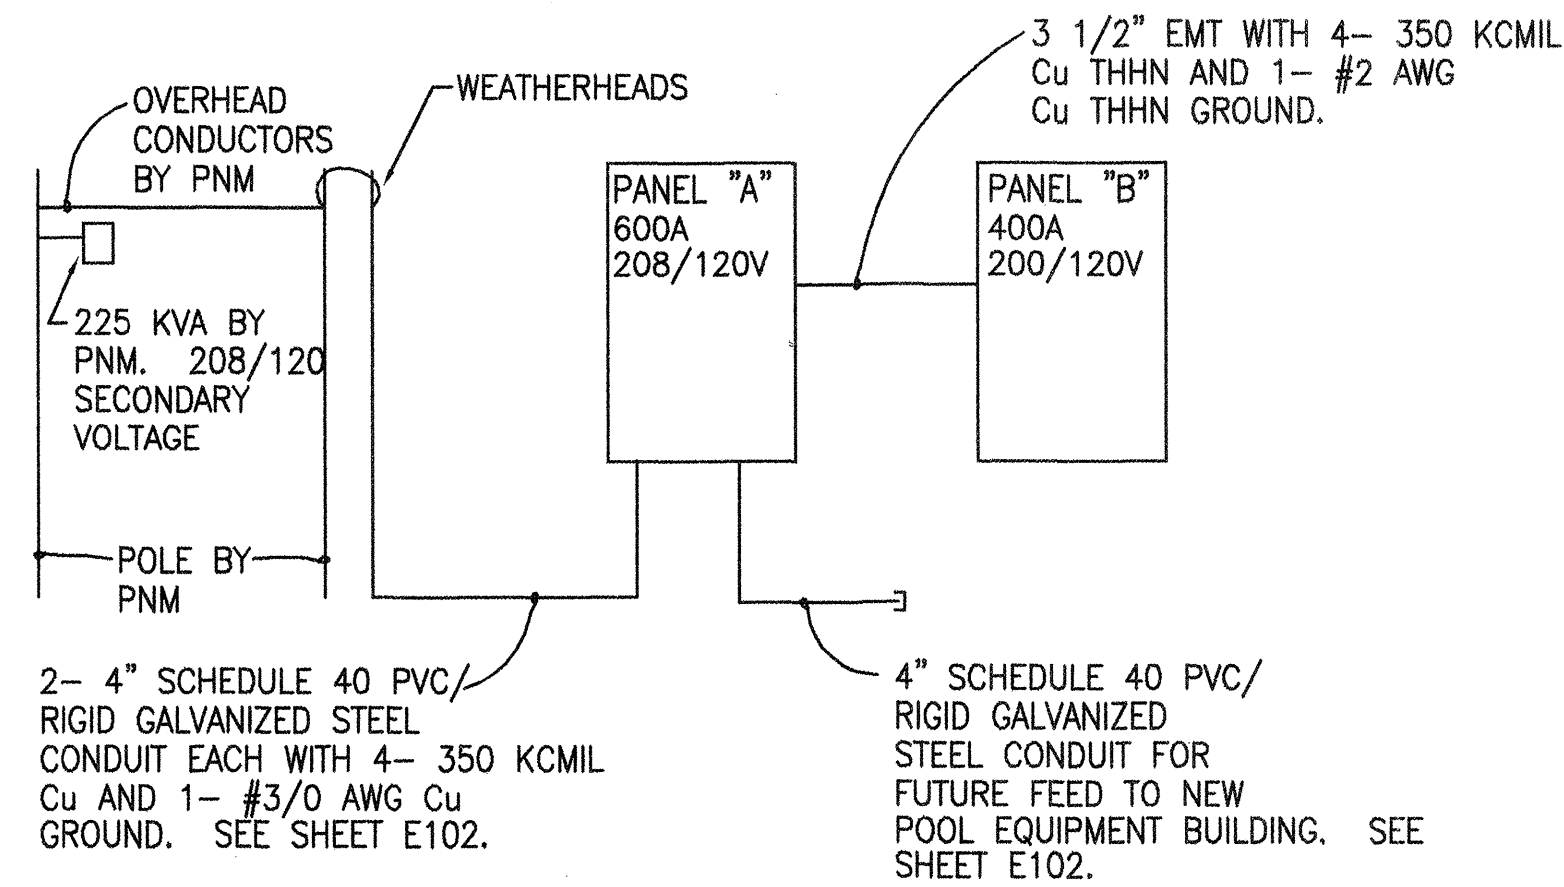 OVERHEAD
CONDUCTORS
BY PNM
WEATHERHEADS
3 1/2" EMT WITH 4- 350 KCMIL
Cu THHN AND 1- #2 AWG
Cu THHN GROUND.
PANEL "A"
600A
208/120V
PANEL "B"
400A
200/120V
225 KVA BY
PNM. 208/120
SECONDARY
VOLTAGE
POLE BY
PNM
2- 4" SCHEDULE 40 PVC/
RIGID GALVANIZED STEEL
CONDUIT EACH WITH 4- 350 KCMIL
Cu AND 1- #3/0 AWG Cu
GROUND. SEE SHEET E102.
4" SCHEDULE 40 PVC/
RIGID GALVANIZED
STEEL CONDUIT FOR
FUTURE FEED TO NEW
POOL EQUIPMENT BUILDING. SEE
SHEET E102.